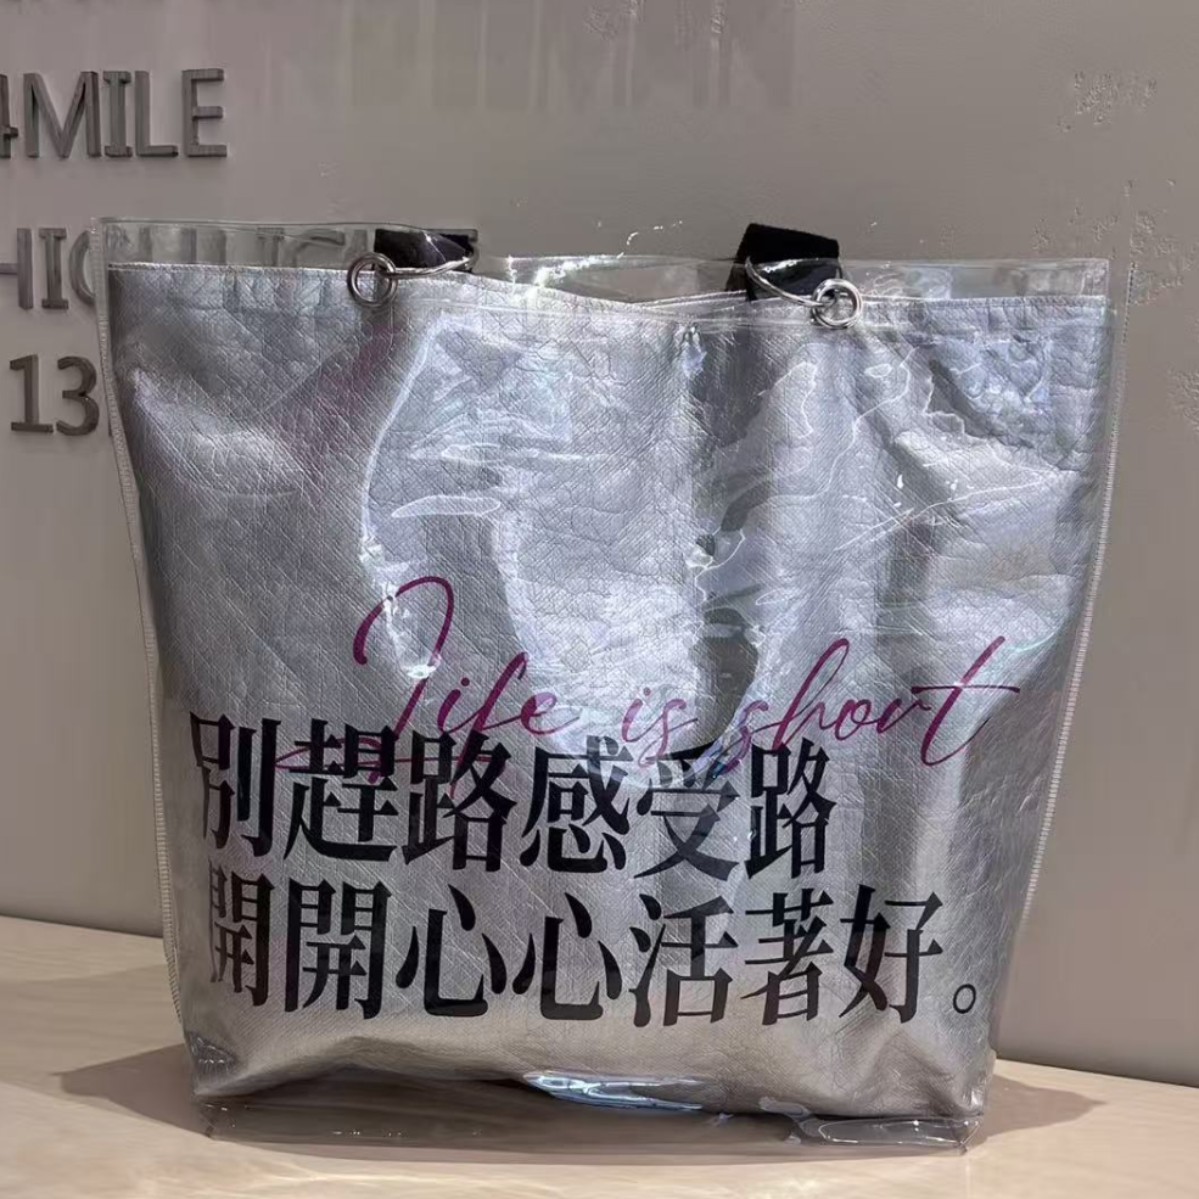 4MILE
13
Life is short
別趕路感受路
開開心心活著好。